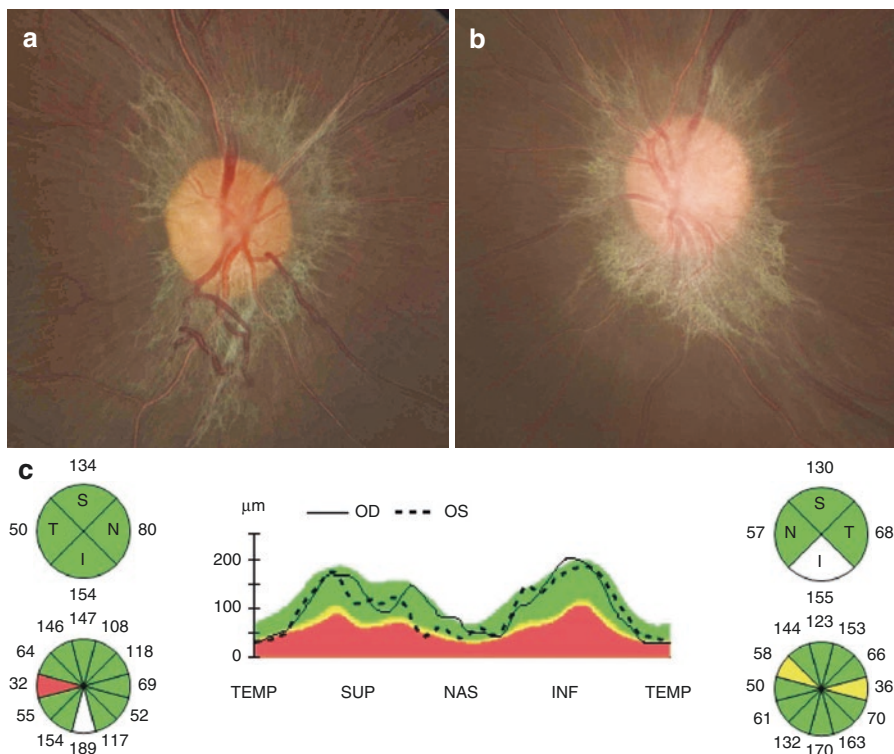 a
b
c
134
50 T S N 80
I
154
147
146 108
64 118
32 69
55 52
154 117
189
µm
OD OS
200
100
0
TEMP SUP NAS INF TEMP
130
57 N S T 68
I
155
123
144 153
58 66
50 36
61 70
132 163
170